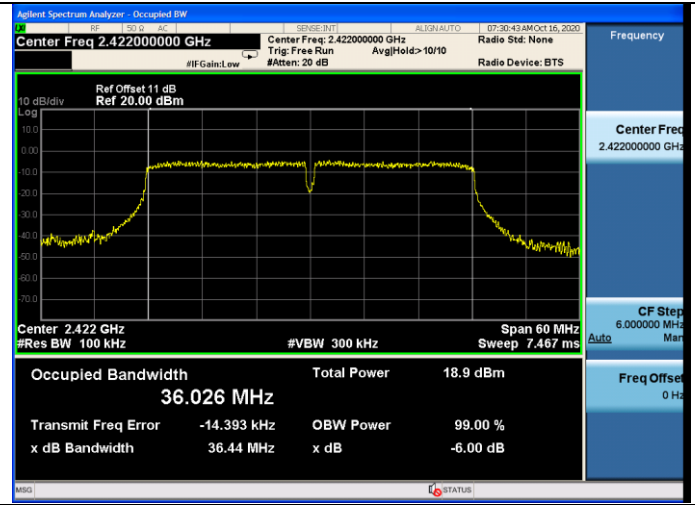 Agilent Spectrum Analyzer - Occupied BW
RF 50 Ω AC SENSE:INT ALIGN AUTO 07:30:43 AM Oct 16, 2020
Center Freq 2.422000000 GHz
Center Freq: 2.422000000 GHz
Radio Std: None
Trig: Free Run Avg|Hold:>10/10
#IFGain:Low #Atten: 20 dB Radio Device: BTS
Ref Offset 11 dB
10 dB/div Ref 20.00 dBm
Log
10.0
0.00
-10.0
-20.0
-30.0
-40.0
-50.0
-60.0
-70.0
Center 2.422 GHz Span 60 MHz
#Res BW 100 kHz #VBW 300 kHz Sweep 7.467 ms
Occupied Bandwidth Total Power 18.9 dBm
36.026 MHz
Transmit Freq Error -14.393 kHz OBW Power 99.00 %
x dB Bandwidth 36.44 MHz x dB -6.00 dB
MSG STATUS
Frequency
Center Freq
2.422000000 GHz
CF Step
6.000000 MHz
Auto Man
Freq Offset
0 Hz